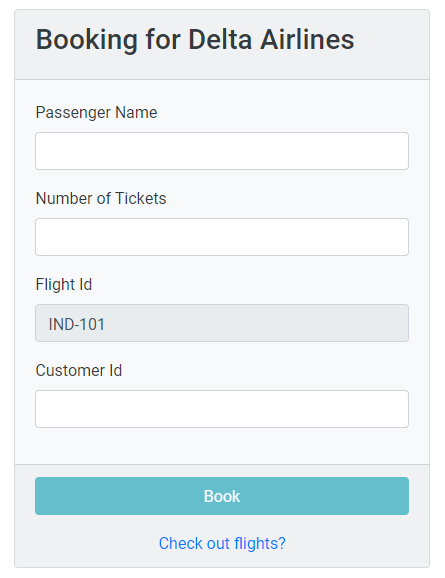 Booking for Delta Airlines
Passenger Name
Number of Tickets
Flight Id
IND-101
Customer Id
Book
Check out flights?